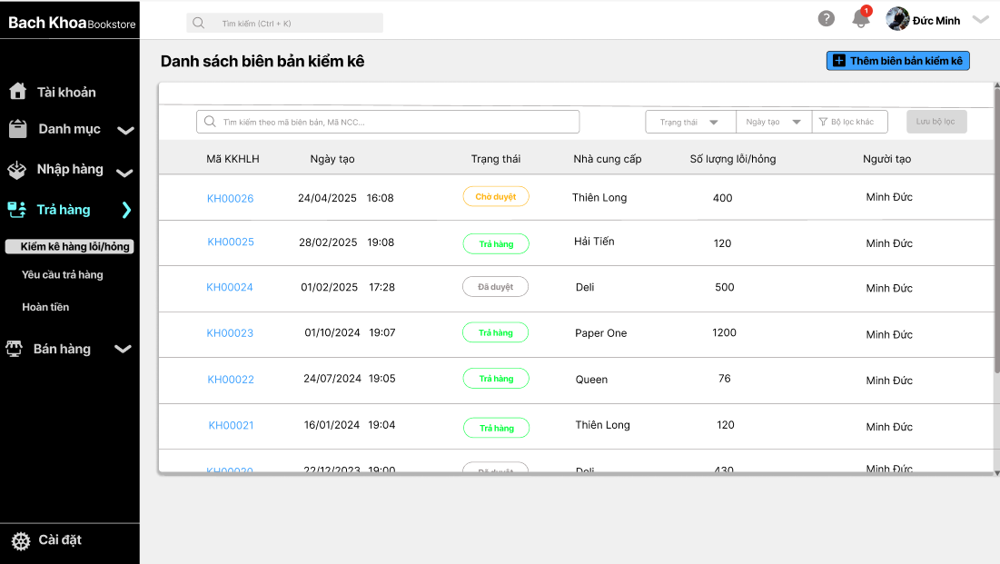 Bach Khoa Bookstore
Tìm kiếm (Ctrl + K)
?
1
Đức Minh
Tài khoản
Danh mục
Nhập hàng
Trả hàng
Kiểm kê hàng lỗi/hỏng
Yêu cầu trả hàng
Hoàn tiền
Bán hàng
Cài đặt
Danh sách biên bản kiểm kê
Thêm biên bản kiểm kê
Tìm kiếm theo mã biên bản, Mã NCC...
Trạng thái Ngày tạo Bộ lọc khác Lưu bộ lọc
Mã KKHLH Ngày tạo Trạng thái Nhà cung cấp Số lượng lỗi/hỏng Người tạo
KH00026 24/04/2025 16:08 Chờ duyệt Thiên Long 400 Minh Đức
KH00025 28/02/2025 19:08 Trả hàng Hải Tiến 120 Minh Đức
KH00024 01/02/2025 17:28 Đã duyệt Deli 500 Minh Đức
KH00023 01/10/2024 19:07 Trả hàng Paper One 1200 Minh Đức
KH00022 24/07/2024 19:05 Trả hàng Queen 76 Minh Đức
KH00021 16/01/2024 19:04 Trả hàng Thiên Long 120 Minh Đức
KH00020 22/12/2023 19:00 Đã duyệt Deli 430 Minh Đức